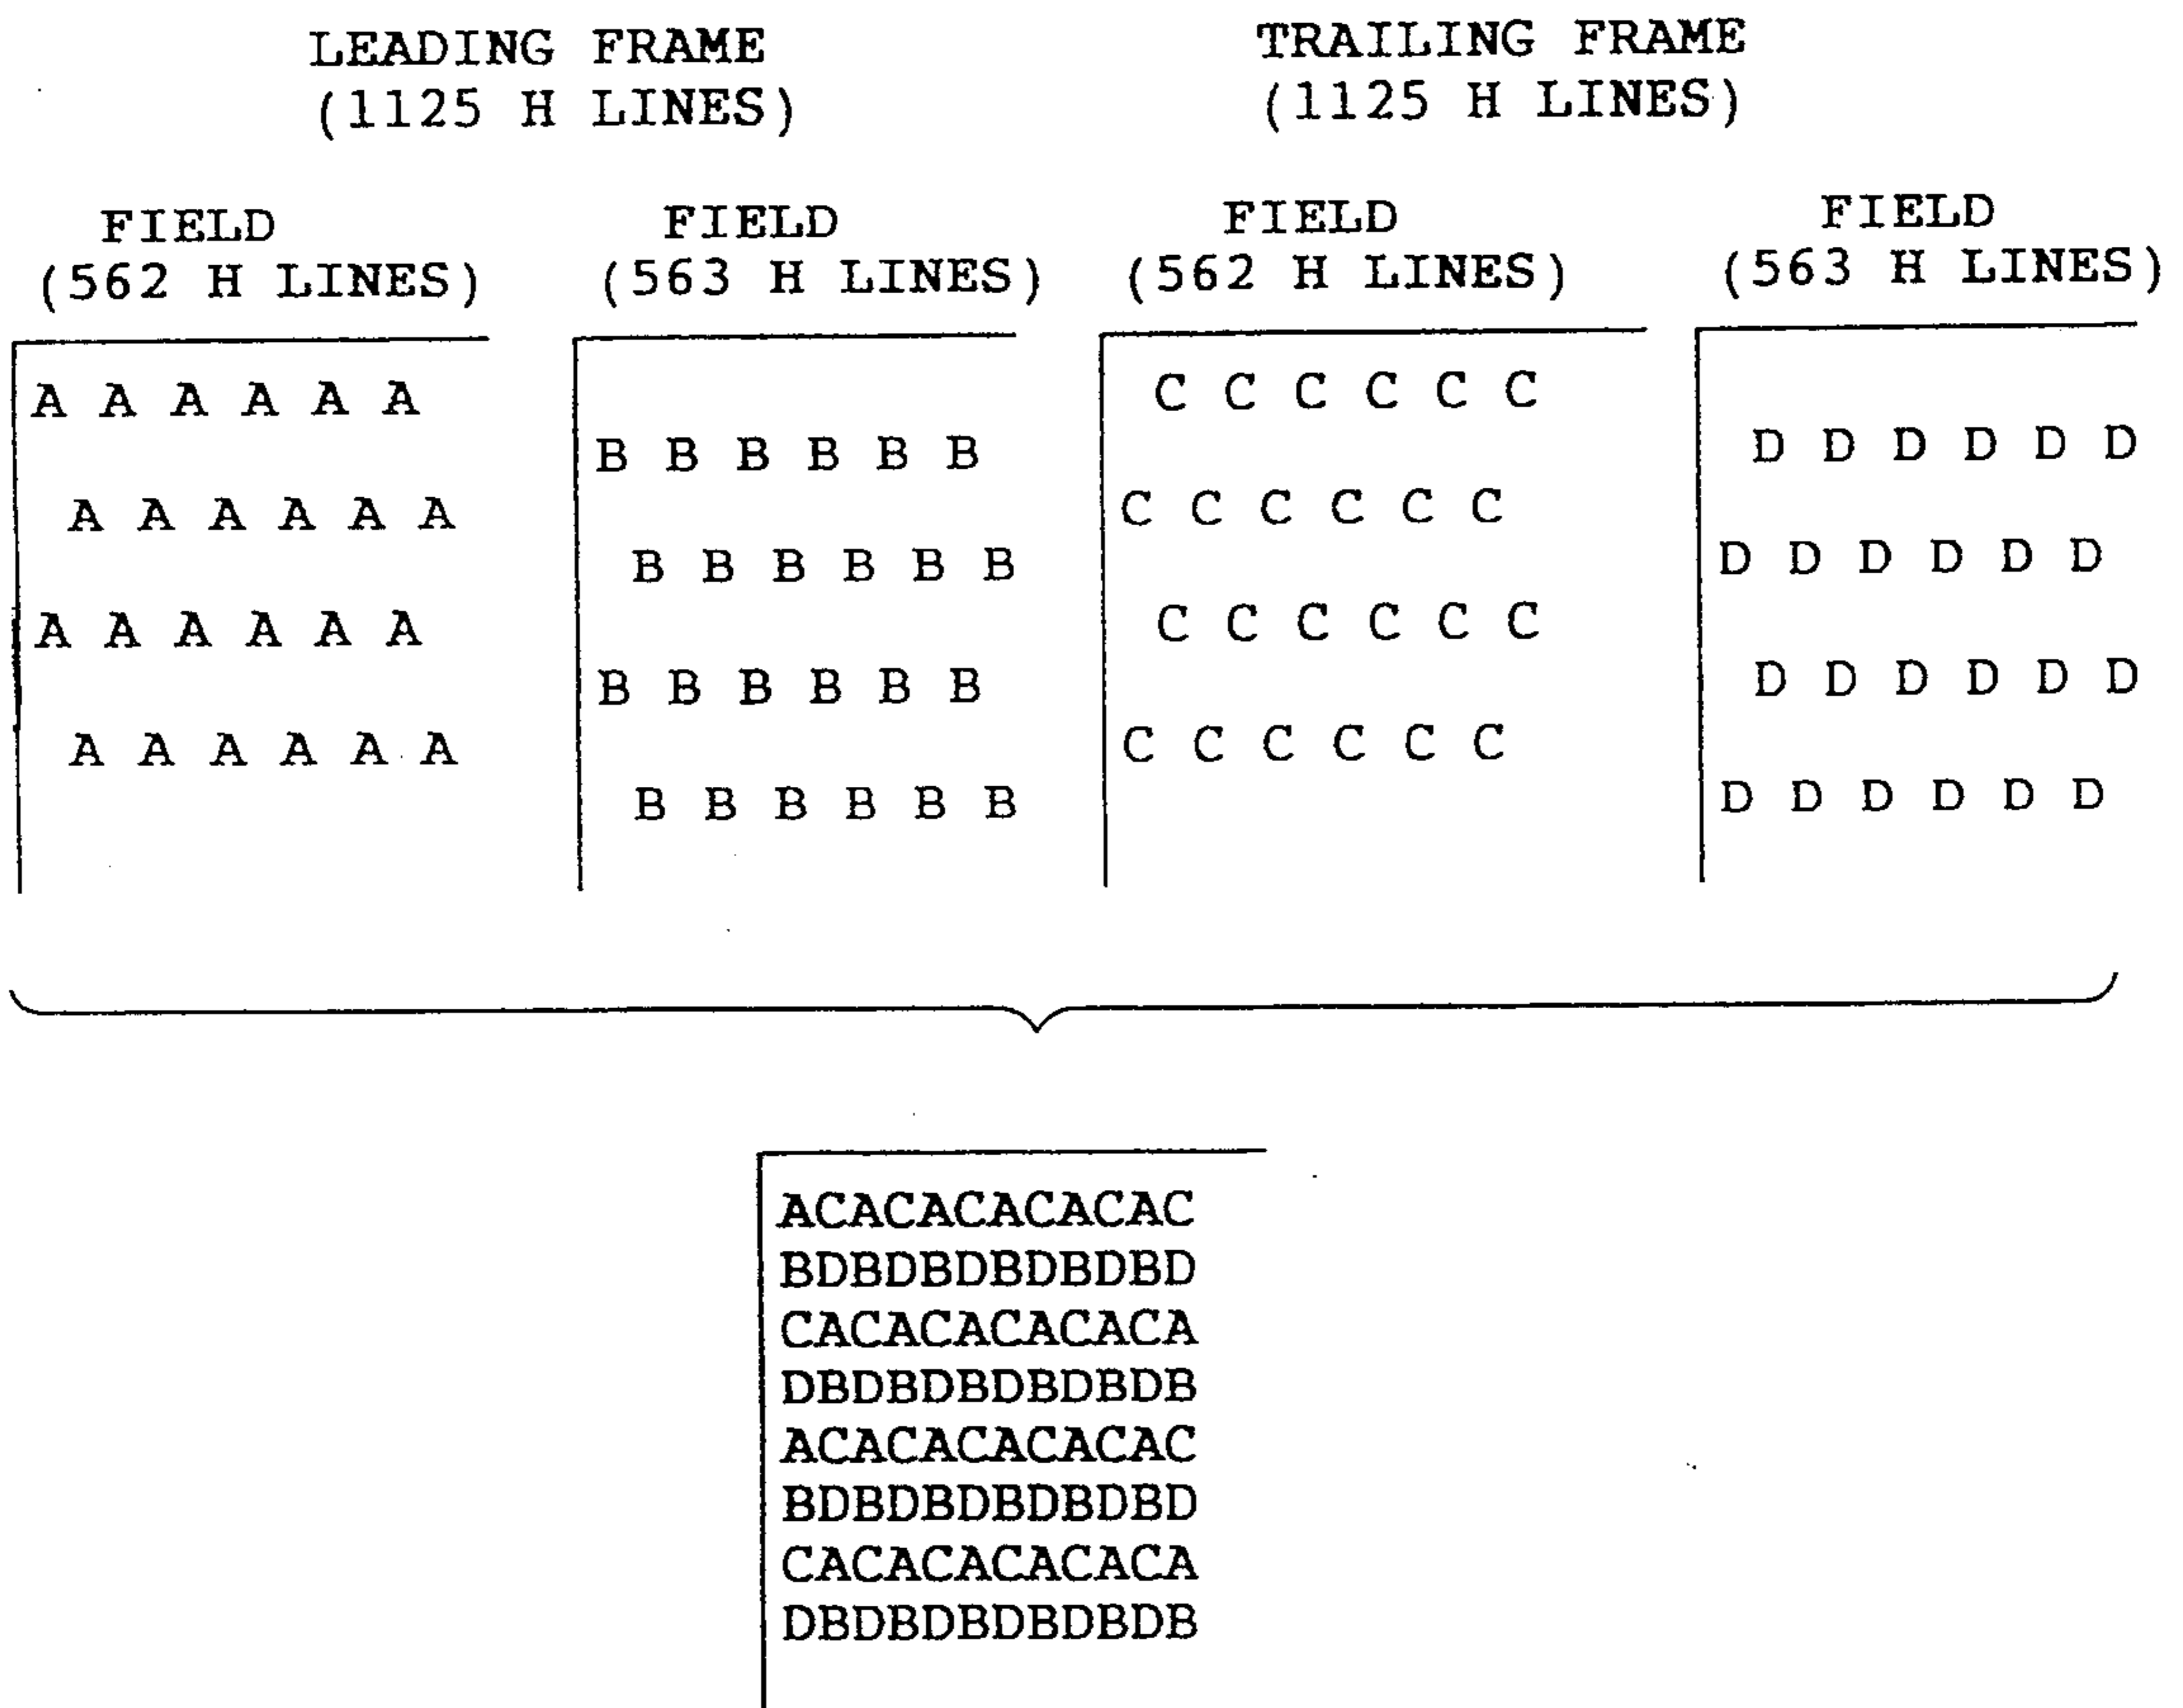 LEADING FRAME
(1125 H LINES)
TRAILING FRAME
(1125 H LINES)
FIELD
(562 H LINES)
FIELD
(563 H LINES)
FIELD
(562 H LINES)
FIELD
(563 H LINES)
A A A A A A
A A A A A A
A A A A A A
A A A A A A
B B B B B B
B B B B B B
B B B B B B
B B B B B B
C C C C C C
C C C C C C
C C C C C C
C C C C C C
D D D D D D
D D D D D D
D D D D D D
D D D D D D
ACACACACACAC
BDBDBDBDBDBD
CACACACACACA
DBDBDBDBDBDB
ACACACACACAC
BDBDBDBDBDBD
CACACACACACA
DBDBDBDBDBDB